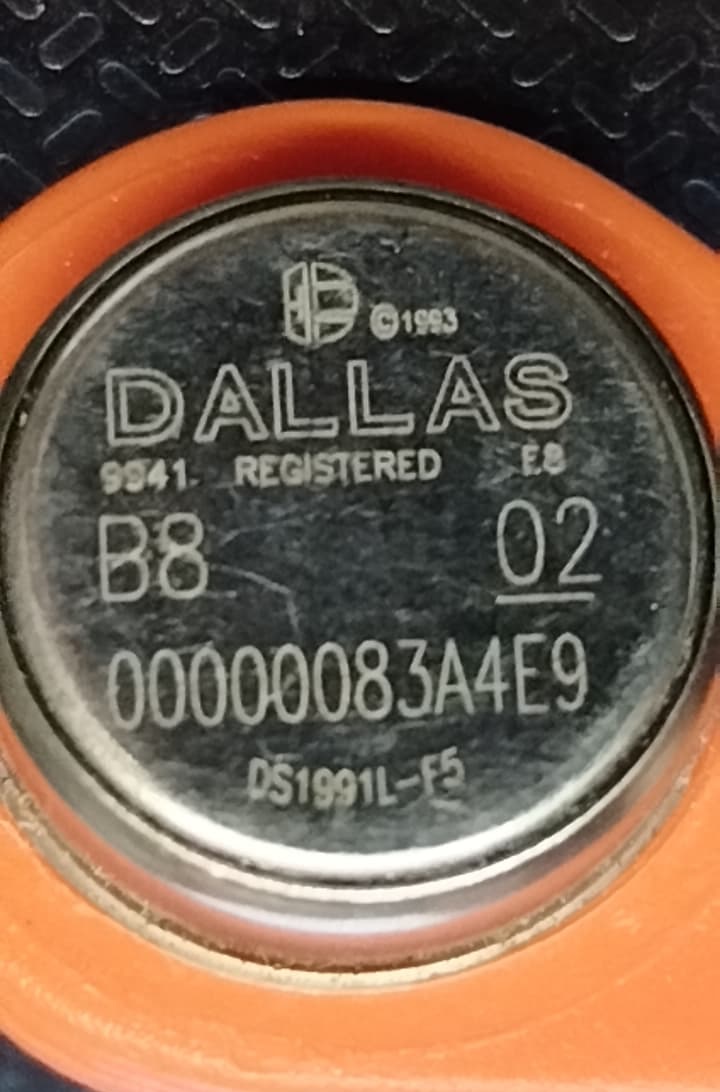 ©1993
DALLAS
9941 REGISTERED E8
B8 02
00000083A4E9
DS1991L-F5